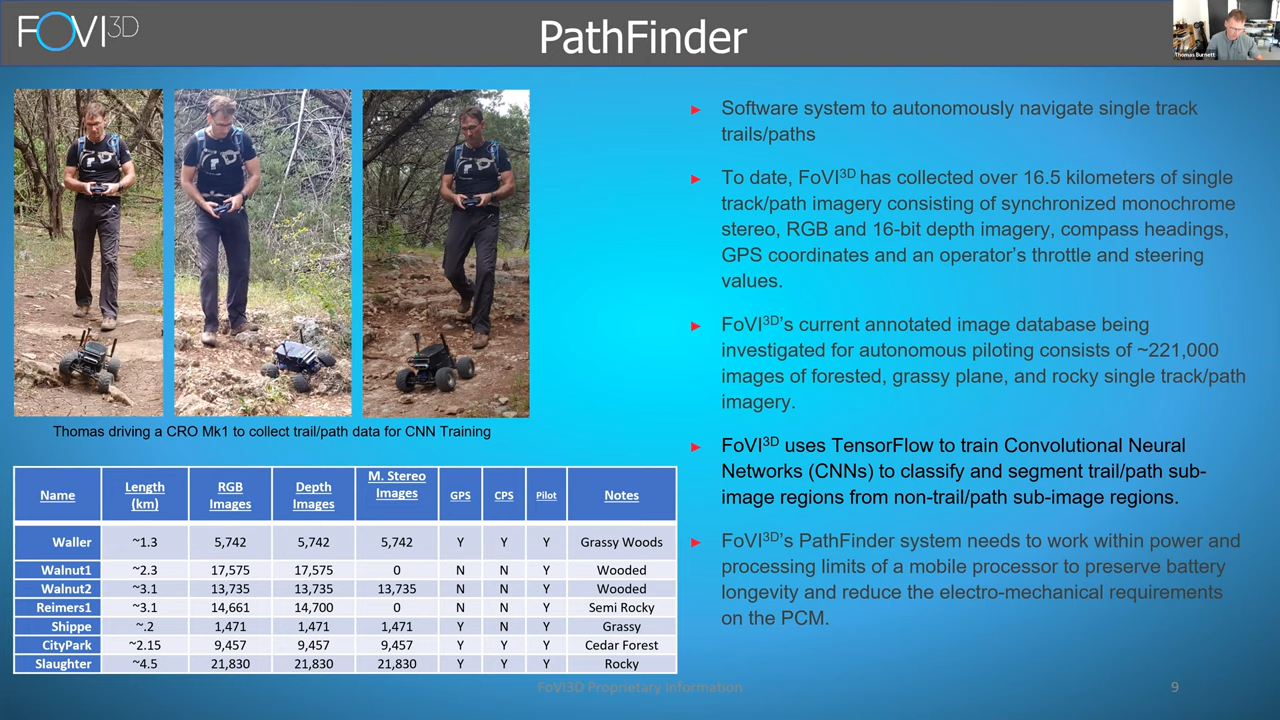 FOVI3D
PathFinder
Thomas Burnett
Thomas driving a CRO Mk1 to collect trail/path data for CNN Training
Name Length (km) RGB Images Depth Images M. Stereo Images GPS CPS Pilot Notes
Waller ~1.3 5,742 5,742 5,742 Y Y Y Grassy Woods
Walnut1 ~2.3 17,575 17,575 0 N N Y Wooded
Walnut2 ~3.1 13,735 13,735 13,735 N N Y Wooded
Reimers1 ~3.1 14,661 14,700 0 N N Y Semi Rocky
Shippe ~.2 1,471 1,471 1,471 Y N Y Grassy
CityPark ~2.15 9,457 9,457 9,457 Y Y Y Cedar Forest
Slaughter ~4.5 21,830 21,830 21,830 Y Y Y Rocky
► Software system to autonomously navigate single track
trails/paths
► To date, FoVI3D has collected over 16.5 kilometers of single
track/path imagery consisting of synchronized monochrome
stereo, RGB and 16-bit depth imagery, compass headings,
GPS coordinates and an operator's throttle and steering
values.
► FoVI3D's current annotated image database being
investigated for autonomous piloting consists of ~221,000
images of forested, grassy plane, and rocky single track/path
imagery.
► FoVI3D uses TensorFlow to train Convolutional Neural
Networks (CNNs) to classify and segment trail/path sub-
image regions from non-trail/path sub-image regions.
► FoVI3D's PathFinder system needs to work within power and
processing limits of a mobile processor to preserve battery
longevity and reduce the electro-mechanical requirements
on the PCM.
FoVI3D Proprietary Information
9